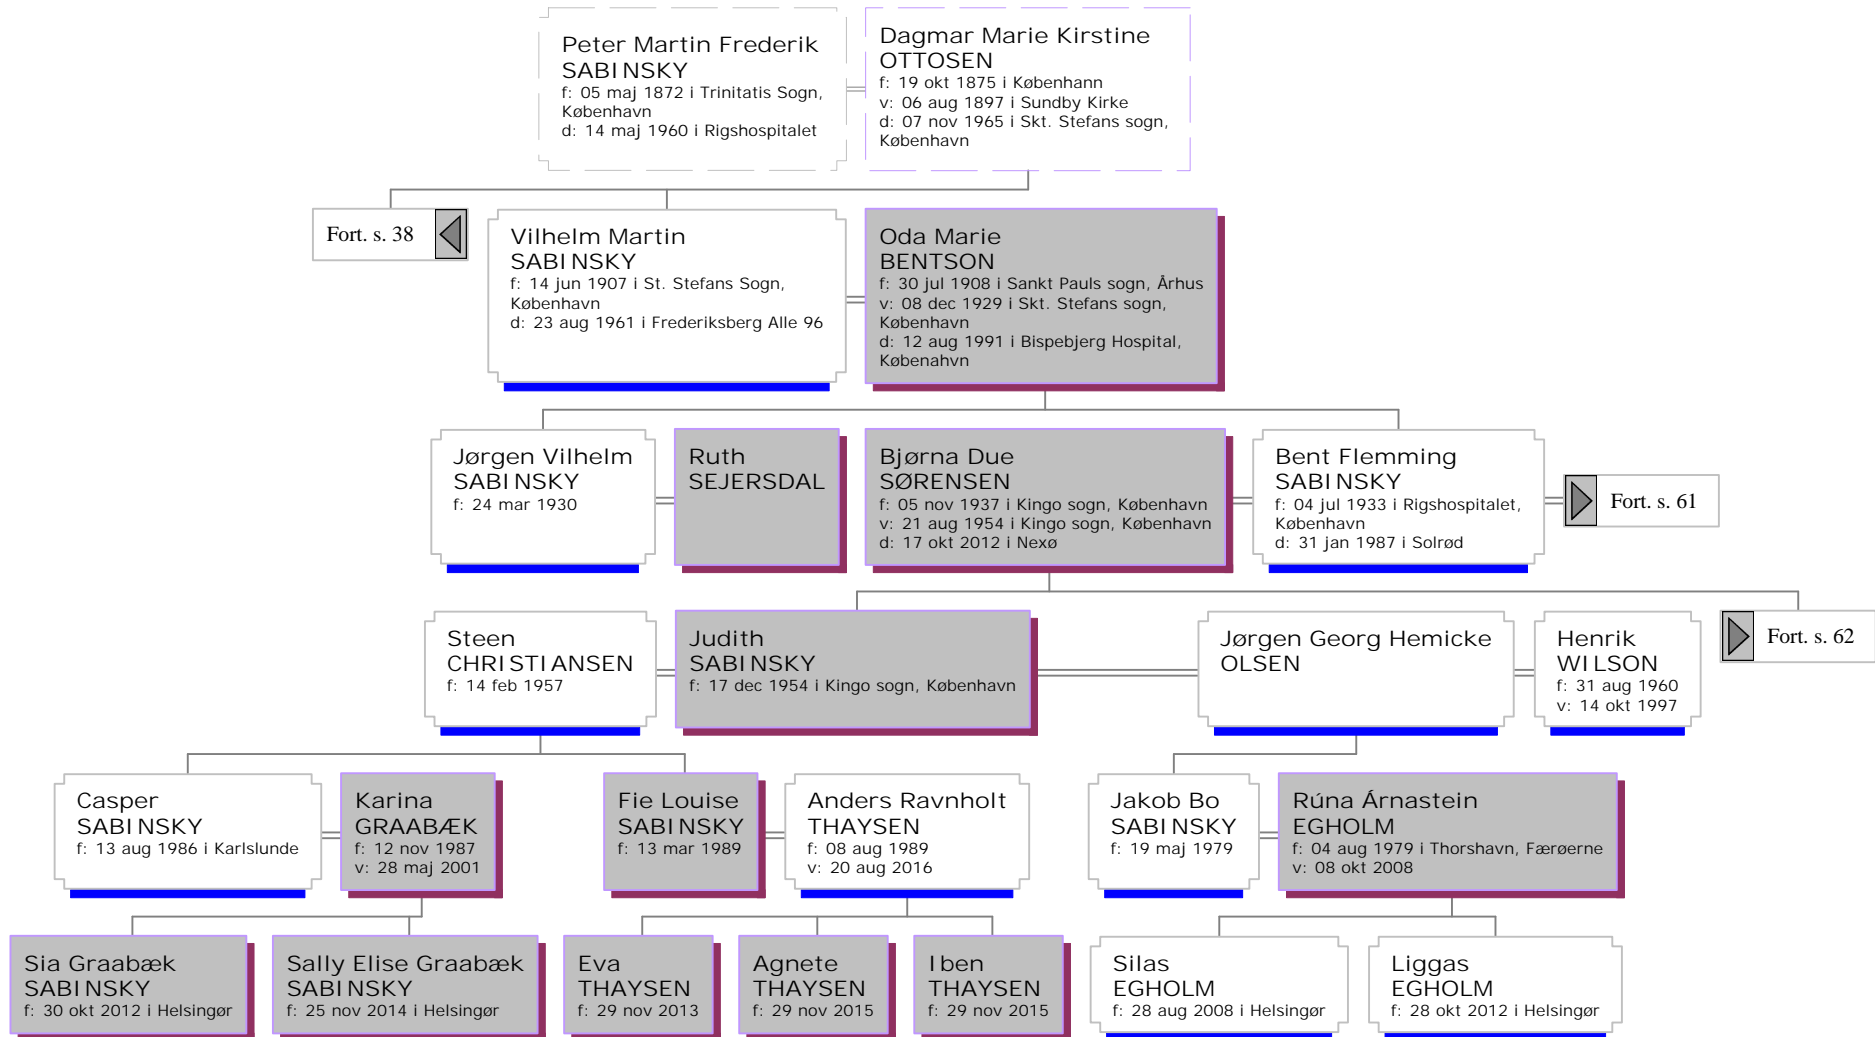 Peter Martin Frederik
SABINSKY
f: 05 maj 1872 i Trinitatis Sogn,
København
d: 14 maj 1960 i Rigshospitalet
Dagmar Marie Kirstine
OTTOSEN
f: 19 okt 1875 i Københann
v: 06 aug 1897 i Sundby Kirke
d: 07 nov 1965 i Skt. Stefans sogn,
København
Fort. s. 38
Vilhelm Martin
SABINSKY
f: 14 jun 1907 i St. Stefans Sogn,
København
d: 23 aug 1961 i Frederiksberg Alle 96
Oda Marie
BENTSON
f: 30 jul 1908 i Sankt Pauls sogn, Århus
v: 08 dec 1929 i Skt. Stefans sogn,
København
d: 12 aug 1991 i Bispebjerg Hospital,
Københahvn
Jørgen Vilhelm
SABINSKY
f: 24 mar 1930
Ruth
SEJERSDAL
Bjørna Due
SØRENSEN
f: 05 nov 1937 i Kingo sogn, København
v: 21 aug 1954 i Kingo sogn, København
d: 17 okt 2012 i Nexø
Bent Flemming
SABINSKY
f: 04 jul 1933 i Rigshospitalet,
København
d: 31 jan 1987 i Solrød
Fort. s. 61
Steen
CHRISTIANSEN
f: 14 feb 1957
Judith
SABINSKY
f: 17 dec 1954 i Kingo sogn, København
Jørgen Georg Hemicke
OLSEN
Henrik
WILSON
f: 31 aug 1960
v: 14 okt 1997
Fort. s. 62
Casper
SABINSKY
f: 13 aug 1986 i Karlslunde
Karina
GRAABÆK
f: 12 nov 1987
v: 28 maj 2001
Fie Louise
SABINSKY
f: 13 mar 1989
Anders Ravnholt
THAYSEN
f: 08 aug 1989
v: 20 aug 2016
Jakob Bo
SABINSKY
f: 19 maj 1979
Rúna Árnastein
EGHOLM
f: 04 aug 1979 i Thorshavn, Færøerne
v: 08 okt 2008
Sia Graabæk
SABINSKY
f: 30 okt 2012 i Helsingør
Sally Elise Graabæk
SABINSKY
f: 25 nov 2014 i Helsingør
Eva
THAYSEN
f: 29 nov 2013
Agnete
THAYSEN
f: 29 nov 2015
Iben
THAYSEN
f: 29 nov 2015
Silas
EGHOLM
f: 28 aug 2008 i Helsingør
Liggas
EGHOLM
f: 28 okt 2012 i Helsingør